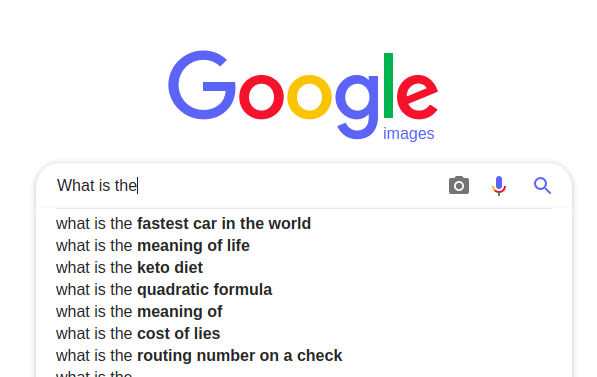 Google
images
What is the
what is the fastest car in the world
what is the meaning of life
what is the keto diet
what is the quadratic formula
what is the meaning of
what is the cost of lies
what is the routing number on a check
what is the